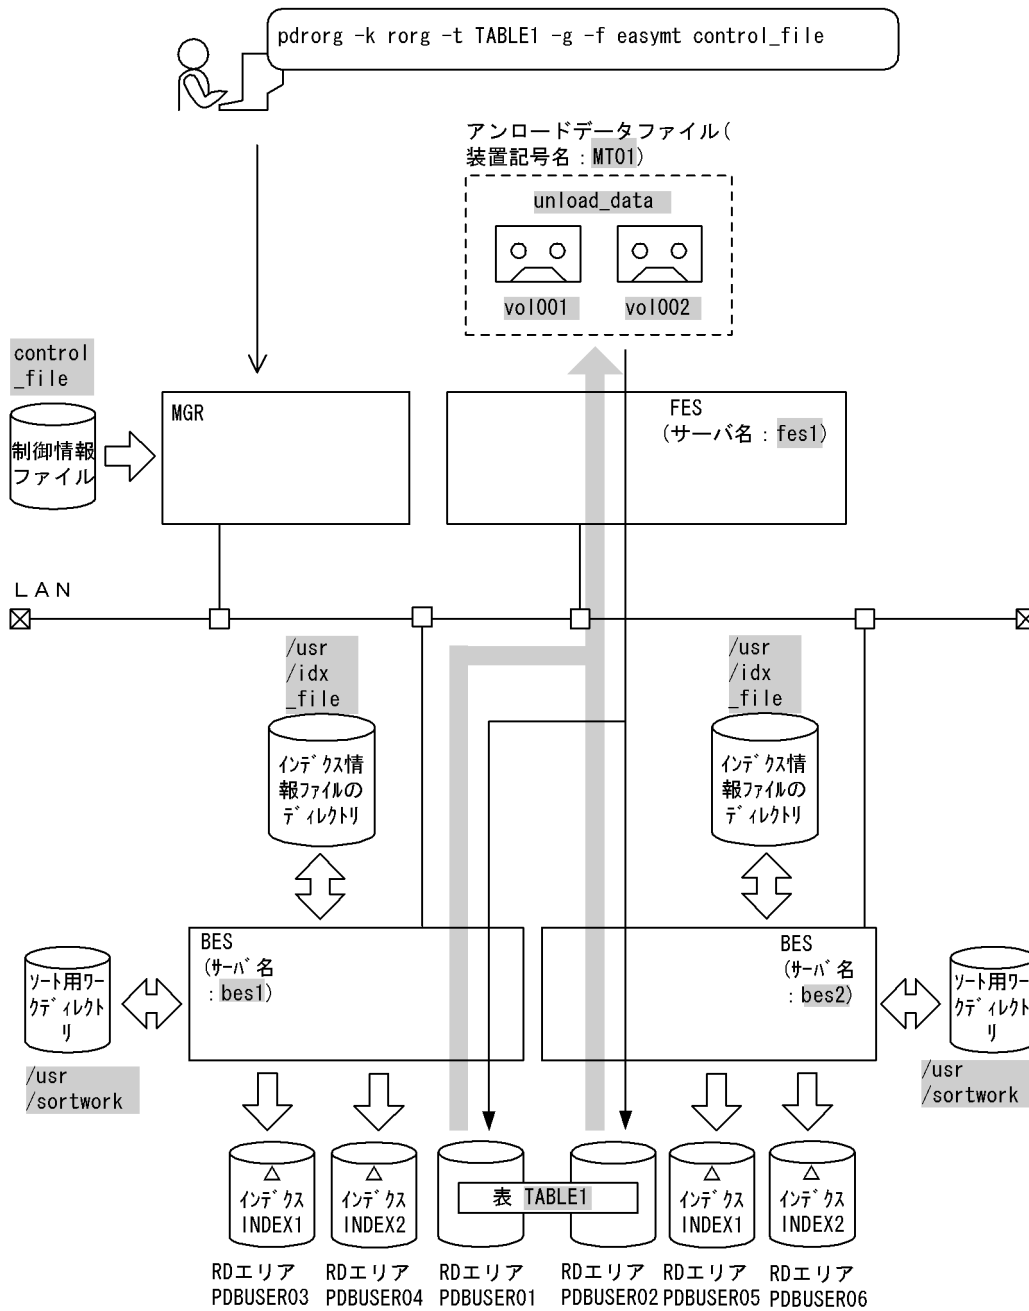 pdrorg -k rorg -t TABLE1 -g -f easymt control_file
アンロードデータファイル(
装置記号名：MT01)
unload_data
vol001
vol002
control
_file
制御情報
ファイル
MGR
FES
(サーバ名：fes1)
ＬＡＮ
/usr
/idx
_file
インデクス情
報ファイルの
ディレクトリ
/usr
/idx
_file
インデクス情
報ファイルの
ディレクトリ
BES
(サーバ名
：bes1)
BES
(サーバ名
：bes2)
ソート用ワー
クディレクト
リ
/usr
/sortwork
ソート用ワー
クディレクト
リ
/usr
/sortwork
インデクス
INDEX1
インデクス
INDEX2
表 TABLE1
インデクス
INDEX1
インデクス
INDEX2
RDエリア
PDBUSER03
RDエリア
PDBUSER04
RDエリア
PDBUSER01
RDエリア
PDBUSER02
RDエリア
PDBUSER05
RDエリア
PDBUSER06